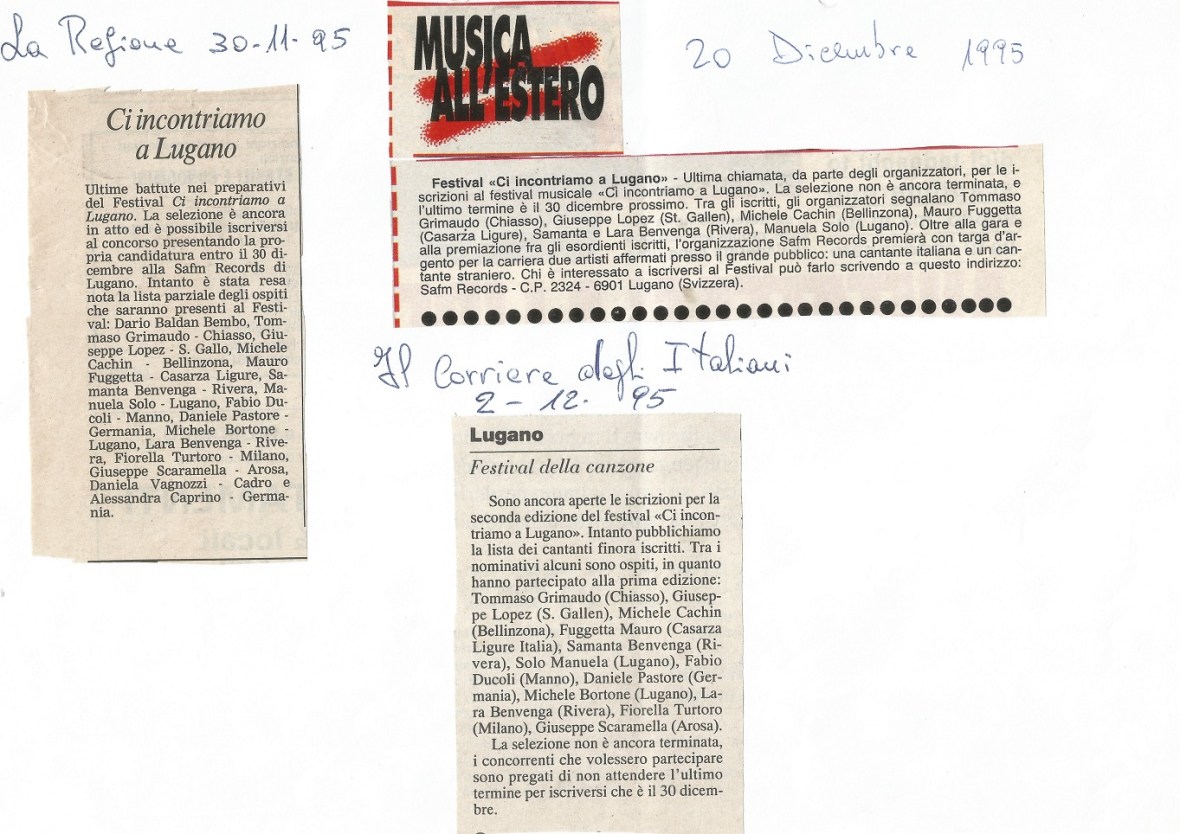 La Regione 30-11-95
Ci incontriamo
a Lugano
Ultime battute nei preparativi
del Festival Ci incontriamo a
Lugano. La selezione è ancora
in atto ed è possibile iscriversi
al concorso presentando la pro-
pria candidatura entro il 30 di-
cembre alla Safm Records di
Lugano. Intanto è stata resa
nota la lista parziale degli ospiti
che saranno presenti al Festi-
val: Dario Baldan Bembo, Tom-
maso Grimaudo - Chiasso, Giu-
seppe Lopez - S. Gallo, Michele
Cachin - Bellinzona, Mauro
Fuggetta - Casarza Ligure, Sa-
manta Benvenga - Rivera, Ma-
nuela Solo - Lugano, Fabio Du-
coli - Manno, Daniele Pastore -
Germania, Michele Bortone -
Lugano, Lara Benvenga - Rive-
ra, Fiorella Turtoro - Milano,
Giuseppe Scaramella - Arosa,
Daniela Vagnozzi - Cadro e
Alessandra Caprino - Germa-
nia.
MUSICA
ALL'ESTERO
20 Dicembre 1995
Festival «Ci incontriamo a Lugano» - Ultima chiamata, da parte degli organizzatori, per le i-
scrizioni al festival musicale «Ci incontriamo a Lugano». La selezione non è ancora terminata, e
l'ultimo termine è il 30 dicembre prossimo. Tra gli iscritti, gli organizzatori segnalano Tommaso
Grimaudo (Chiasso), Giuseppe Lopez (St. Gallen), Michele Cachin (Bellinzona), Mauro Fuggetta
(Casarza Ligure), Samanta e Lara Benvenga (Rivera), Manuela Solo (Lugano). Oltre alla gara e
alla premiazione fra gli esordienti iscritti, l'organizzazione Safm Records premierà con targa d'ar-
gento per la carriera due artisti affermati presso il grande pubblico: una cantante italiana e un can-
tante straniero. Chi è interessato a iscriversi al Festival può farlo scrivendo a questo indirizzo:
Safm Records - C.P. 2324 - 6901 Lugano (Svizzera).
Il Corriere degli Italiani
2-12-95
Lugano
Festival della canzone
Sono ancora aperte le iscrizioni per la
seconda edizione del festival «Ci incon-
triamo a Lugano». Intanto pubblichiamo
la lista dei cantanti finora iscritti. Tra i
nominativi alcuni sono ospiti, in quanto
hanno partecipato alla prima edizione:
Tommaso Grimaudo (Chiasso), Giusep-
pe Lopez (S. Gallen), Michele Cachin
(Bellinzona), Fuggetta Mauro (Casarza
Ligure Italia), Samanta Benvenga (Ri-
vera), Solo Manuela (Lugano), Fabio
Ducoli (Manno), Daniele Pastore (Ger-
mania), Michele Bortone (Lugano), La-
ra Benvenga (Rivera), Fiorella Turtoro
(Milano), Giuseppe Scaramella (Arosa).
La selezione non è ancora terminata,
i concorrenti che volessero partecipare
sono pregati di non attendere l'ultimo
termine per iscriversi che è il 30 dicem-
bre.